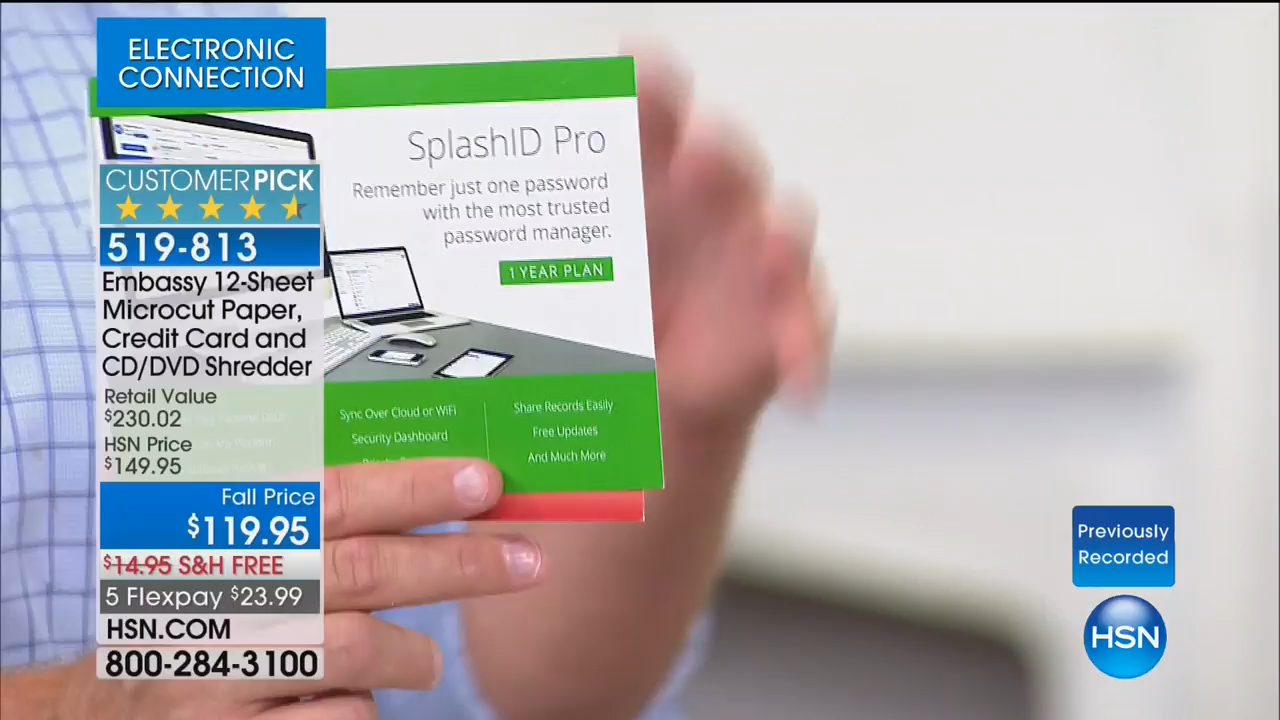 ELECTRONIC
CONNECTION
CUSTOMER PICK
519-813
Embassy 12-Sheet
Microcut Paper,
Credit Card and
CD/DVD Shredder
Retail Value
$230.02
HSN Price
$149.95
Fall Price
$119.95
$14.95 S&H FREE
5 Flexpay $23.99
HSN.COM
800-284-3100
SplashID Pro
Remember just one password
with the most trusted
password manager.
1 YEAR PLAN
Sync Over Cloud or WiFi
Security Dashboard
Share Records Easily
Free Updates
And Much More
Previously
Recorded
HSN